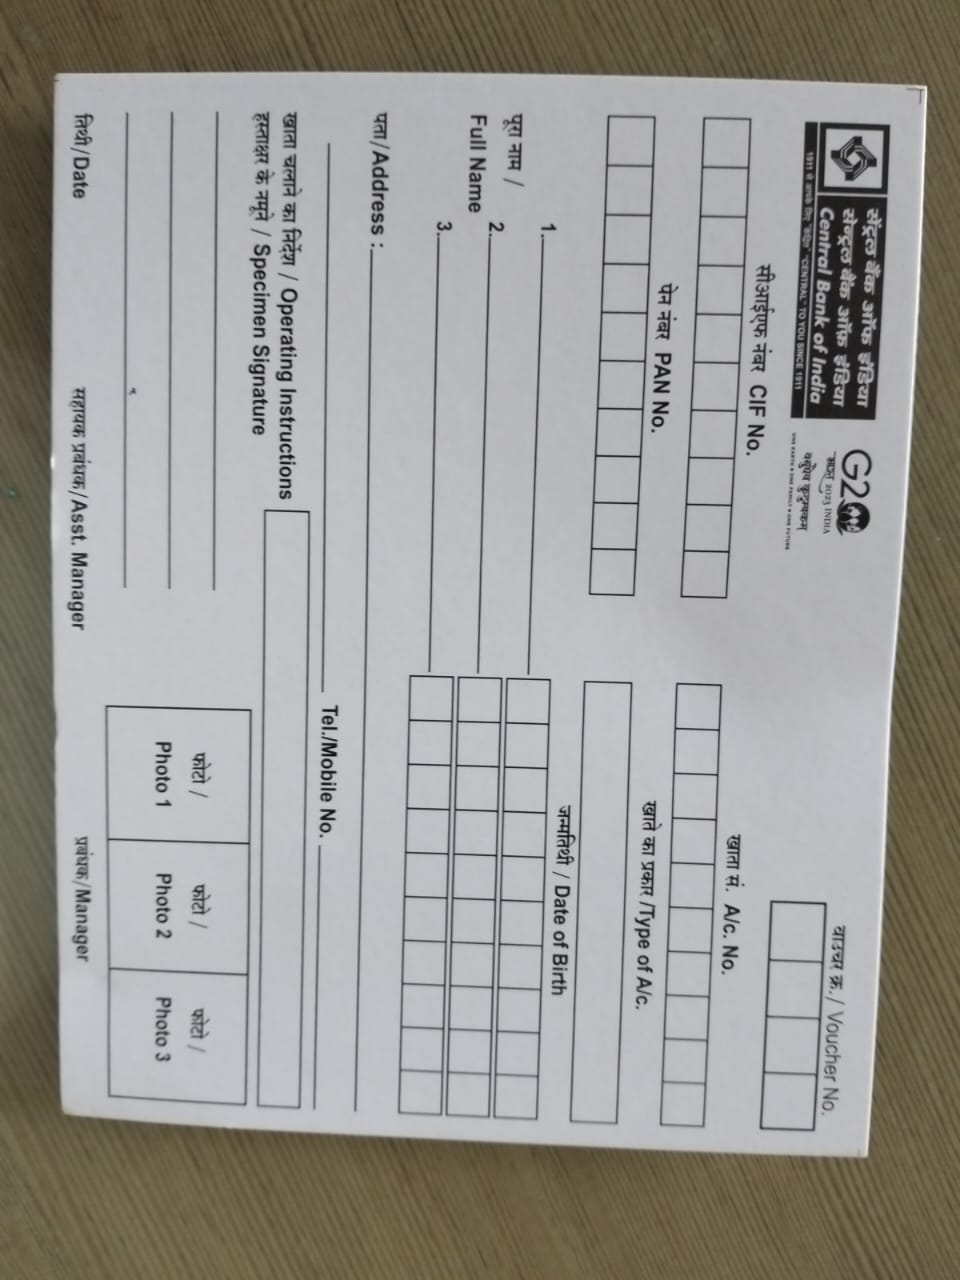 सेंट्रल बैंक ऑफ इंडिया
सेन्ट्रल बैंक ऑफ़ इंडिया
Central Bank of India
1911 से आपके लिए "केंद्रित" "CENTRAL" TO YOU SINCE 1911
G20
भारत 2023 INDIA
वसुधैव कुटुम्बकम
ONE EARTH • ONE FAMILY • ONE FUTURE
वाउचर क्र./ Voucher No.
सीआईएफ नंबर CIF No.
खाता सं. A/c. No.
पेन नंबर PAN No.
खाते का प्रकार /Type of A/c.
जन्मतिथी / Date of Birth
पूरा नाम /
Full Name
1.
2.
3.
पता/Address :
Tel./Mobile No.
खाता चलाने का निर्देश / Operating Instructions
हस्ताक्षर के नमूने / Specimen Signature
फोटो / फोटो / फोटो /
Photo 1 Photo 2 Photo 3
तिथी/Date सहायक प्रबंधक/Asst. Manager प्रबंधक/Manager